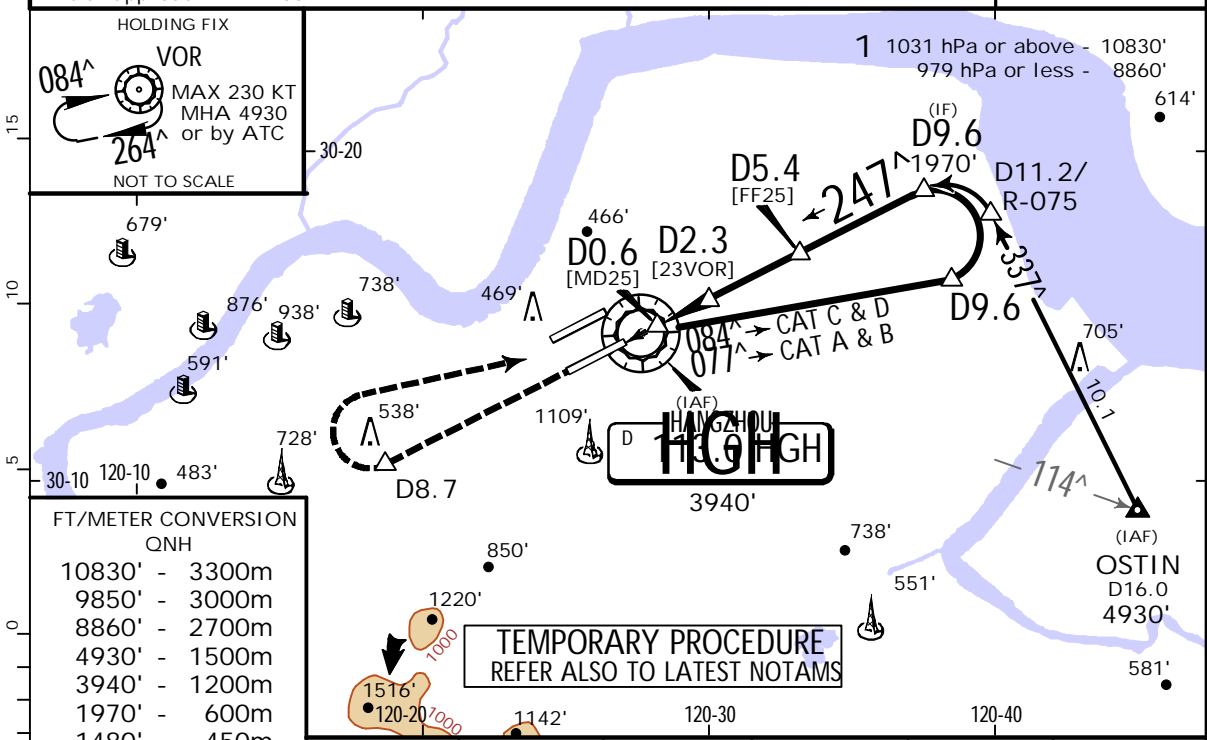 HOLDING FIX
VOR
084^
MAX 230 KT
MHA 4930
or by ATC
264^
NOT TO SCALE
1 1031 hPa or above - 10830'
979 hPa or less - 8860'
614'
15
30-20
(IF)
D9.6
1970'
D11.2/
R-075
D5.4
[FF25]
247^
679'
466'
D0.6
[MD25]
D2.3
[23VOR]
337^
10
876'
938'
738'
469'
D9.6
084^ CAT C & D
077^ CAT A & B
705'
591'
10.1
538'
1109'
(IAF)
HANGZHOU
D 113.0 HGH
HGH
3940'
728'
5
30-10
120-10
483'
D8.7
114^
(IAF)
OSTIN
D16.0
4930'
FT/METER CONVERSION
QNH
10830' - 3300m
9850' - 3000m
8860' - 2700m
4930' - 1500m
3940' - 1200m
1970' - 600m
1480' - 450m
850'
738'
551'
0
1220'
1000
TEMPORARY PROCEDURE
REFER ALSO TO LATEST NOTAMS
581'
1516'
120-20
1000
1142'
120-30
120-40